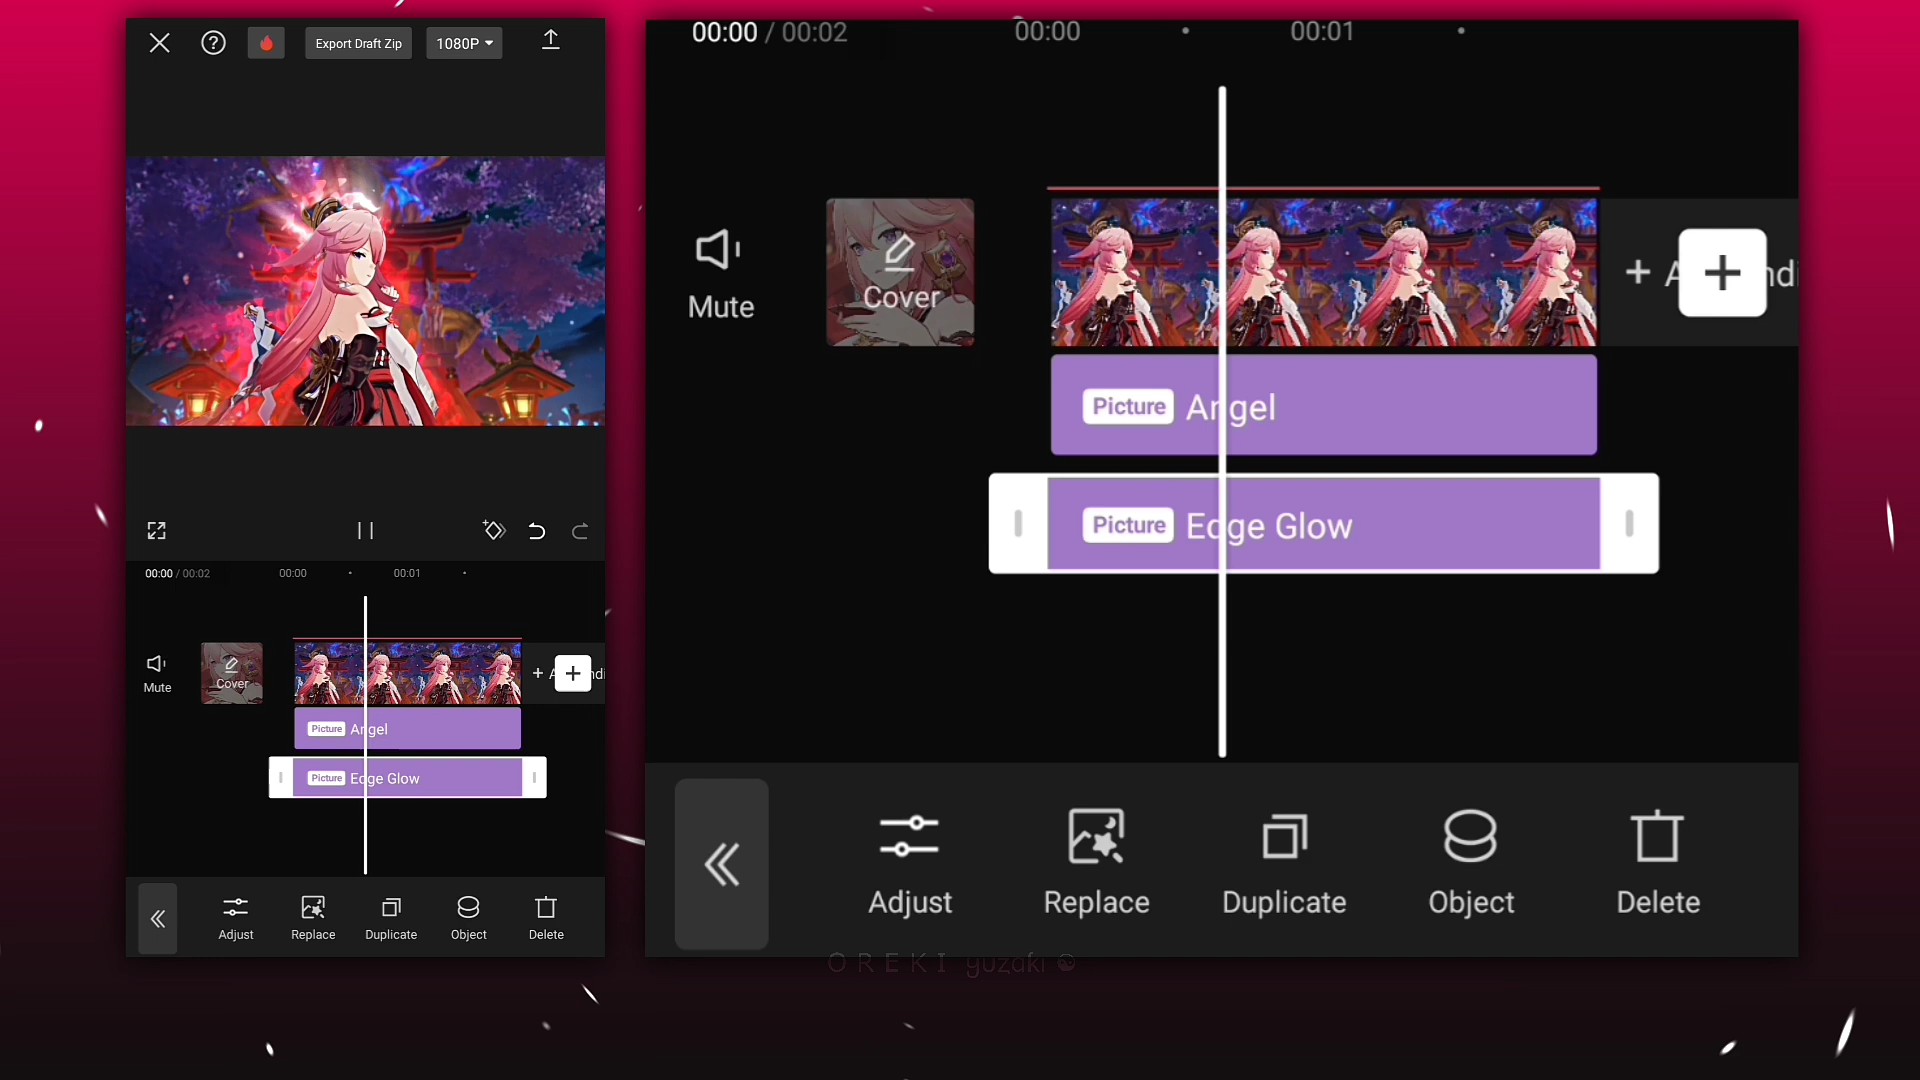 Export Draft Zip
1080P
00:00 / 00:02
00:00
00:01
Mute
Cover
+
Picture Angel
Picture Edge Glow
Adjust
Replace
Duplicate
Object
Delete
00:00 / 00:02
00:00
00:01
Mute
Cover
+
Picture Angel
Picture Edge Glow
Adjust
Replace
Duplicate
Object
Delete
OREKI yuzaki